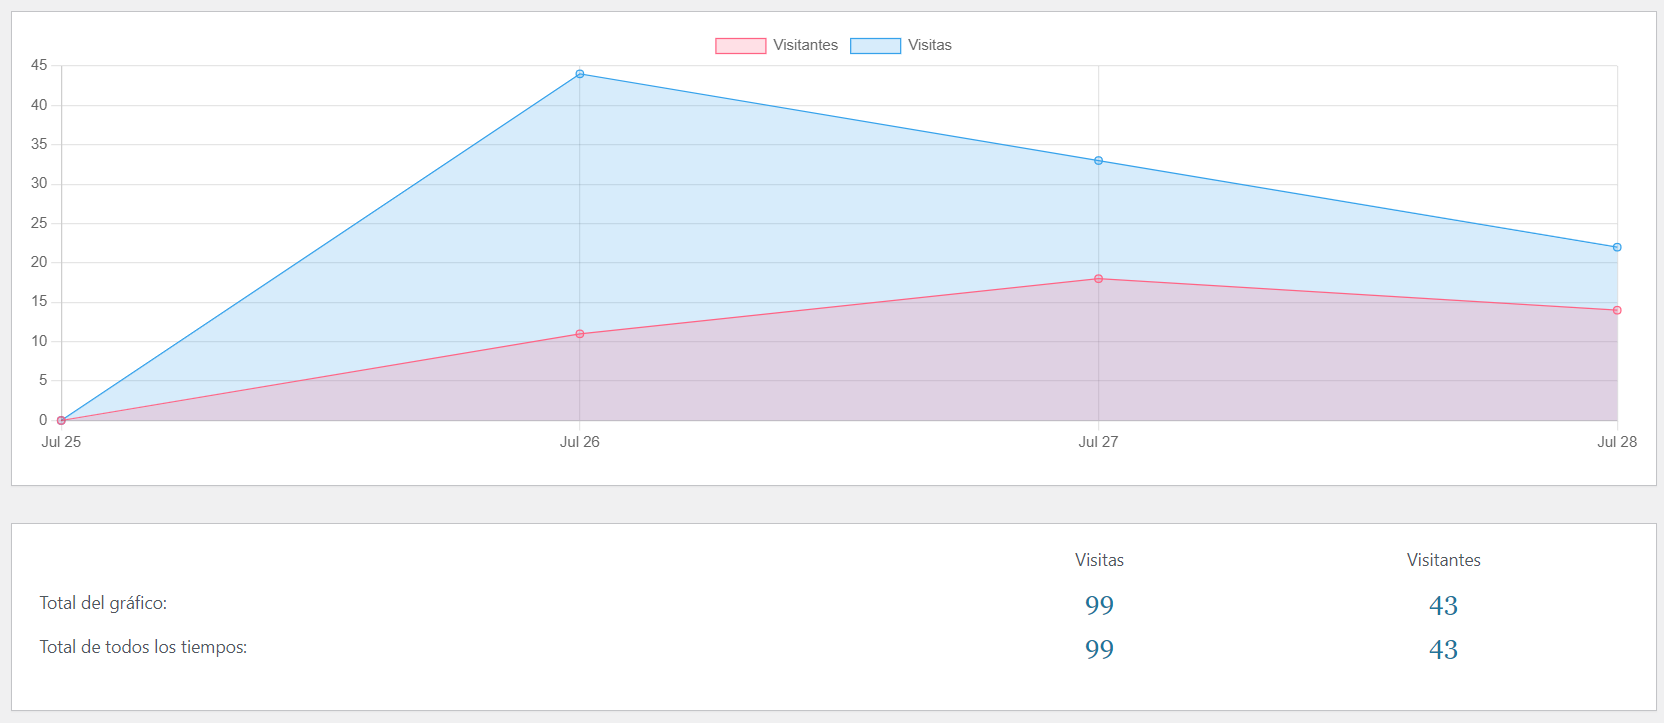 Visitantes Visitas
45
40
35
30
25
20
15
10
5
0
Jul 25 Jul 26 Jul 27 Jul 28
Visitas Visitantes
Total del gráfico: 99 43
Total de todos los tiempos: 99 43